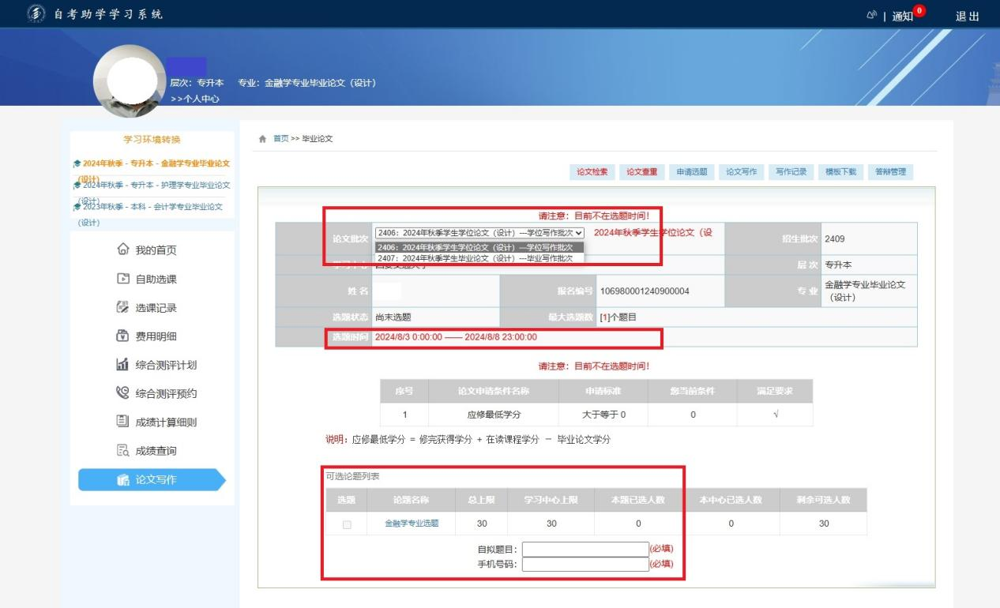 自考助学学习系统
| 通知 0 退出
层次：专升本 专业：金融学专业毕业论文（设计）
>>个人中心
学习环境转换
2024年秋季 - 专升本 - 金融学专业毕业论文
（设计）
2024年秋季 - 专升本 - 护理学专业毕业论文
（设计）
2023年秋季 - 本科 - 会计学专业毕业论文
（设计）
我的首页
自助选课
选课记录
费用明细
综合测评计划
综合测评预约
成绩计算细则
成绩查询
论文写作
首页 >> 毕业论文
论文检索 论文查重 申请选题 论文写作 写作记录 模板下载 答辩管理
请注意：目前不在选题时间！
论文批次 2406：2024年秋季学生学位论文（设计）---学位写作批次 2024年秋季学生学位论文（设 招生批次 2409
2406：2024年秋季学生学位论文（设计）---学位写作批次
2407：2024年秋季学生毕业论文（设计）---毕业写作批次
学习中心 西安交通大学 层 次 专升本
姓 名 报名编号 106980001240900004 专 业 金融学专业毕业论文
（设计）
选题状态 尚未选题 最大选题数 [1]个题目
选题时间 2024/8/3 0:00:00 —— 2024/8/8 23:00:00
请注意：目前不在选题时间！
序号 论文申请条件名称 申请标准 您当前条件 满足要求
1 应修最低学分 大于等于 0 0 √
说明：应修最低学分 = 修完获得学分 + 在读课程学分 － 毕业论文学分
可选论题列表
选题 论题名称 总上限 学习中心上限 本题已选人数 本中心已选人数 剩余可选人数
金融学专业选题 30 30 0 0 30
自拟题目： (必填)
手机号码： (必填)